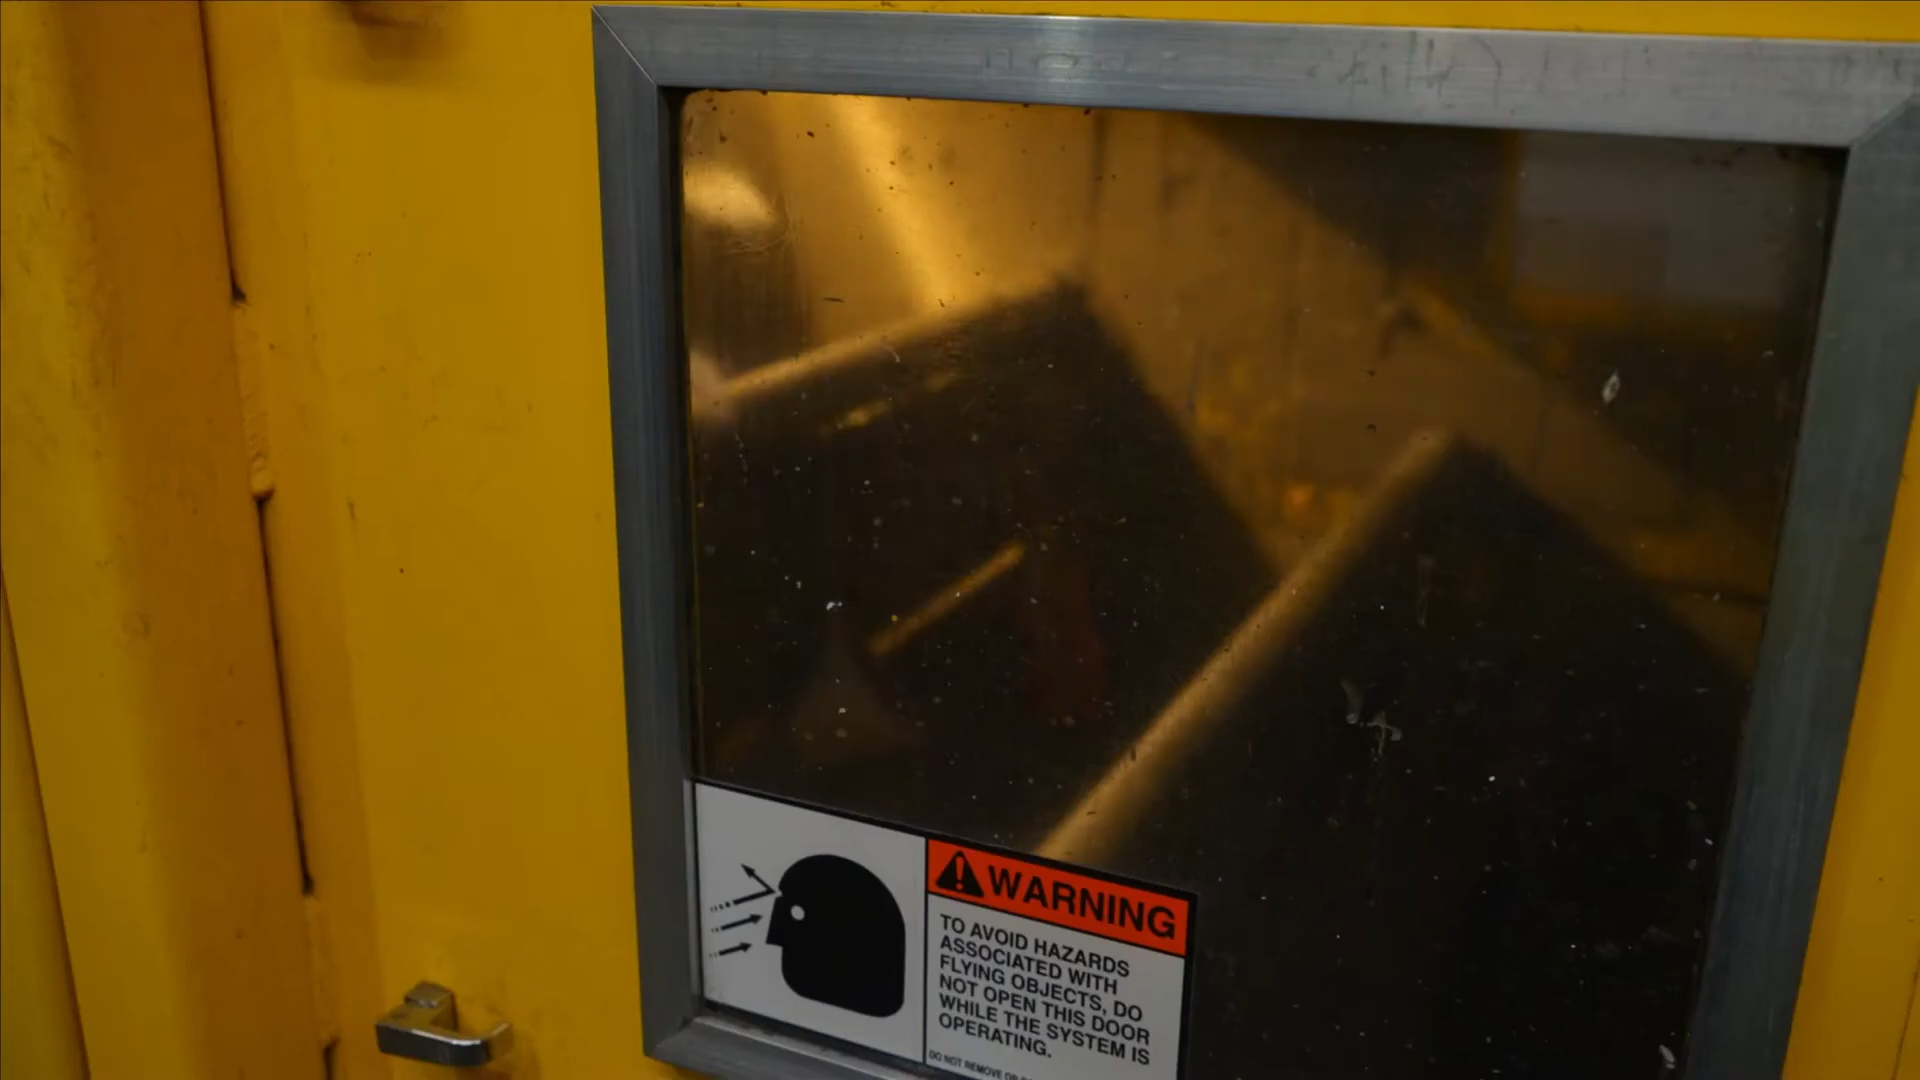 WARNING
TO AVOID HAZARDS
ASSOCIATED WITH
FLYING OBJECTS, DO
NOT OPEN THIS DOOR
WHILE THE SYSTEM IS
OPERATING.
DO NOT REMOVE OR